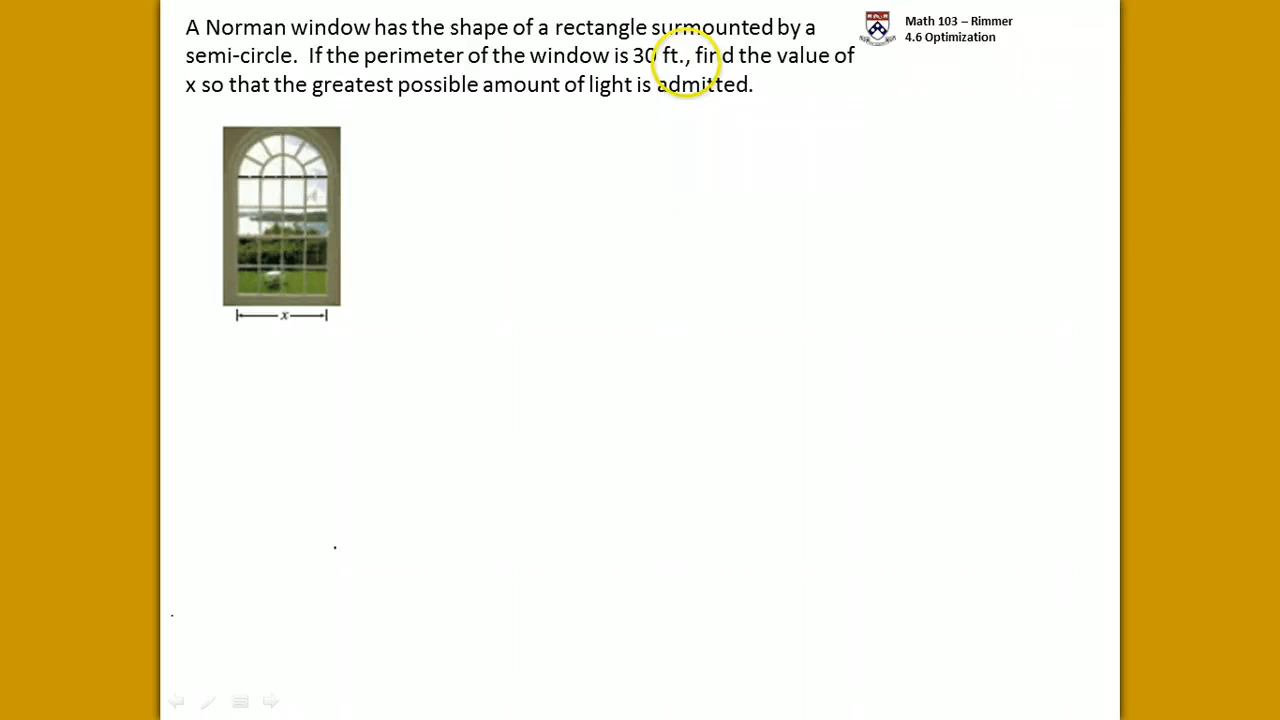 A Norman window has the shape of a rectangle surmounted by a
semi-circle.  If the perimeter of the window is 30 ft., find the value of
x so that the greatest possible amount of light is admitted.
Math 103 – Rimmer
4.6 Optimization
x